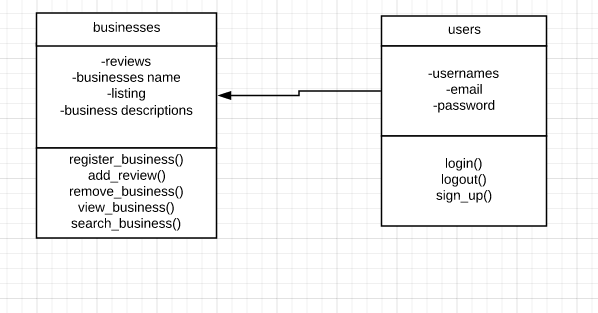 businesses
-reviews
-businesses name
-listing
-business descriptions
register_business()
add_review()
remove_business()
view_business()
search_business()
users
-usernames
-email
-password
login()
logout()
sign_up()